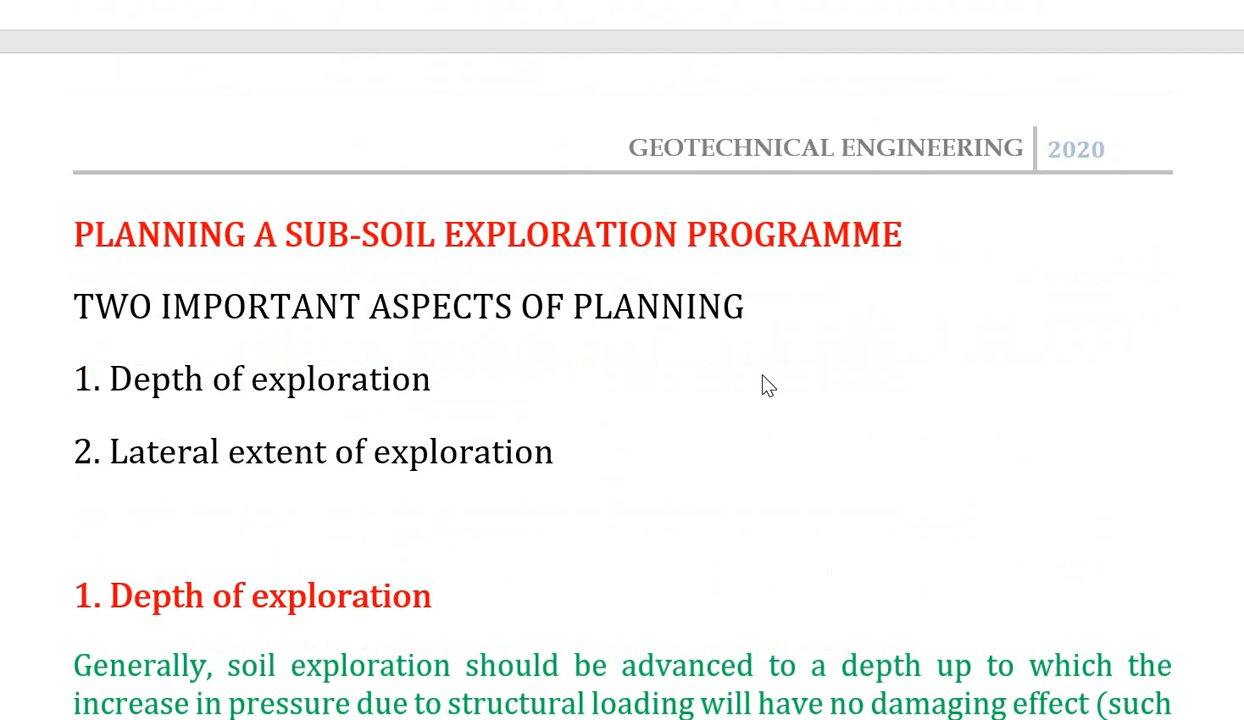 GEOTECHNICAL ENGINEERING 2020
PLANNING A SUB-SOIL EXPLORATION PROGRAMME
TWO IMPORTANT ASPECTS OF PLANNING
1. Depth of exploration
2. Lateral extent of exploration
1. Depth of exploration
Generally, soil exploration should be advanced to a depth up to which the
increase in pressure due to structural loading will have no damaging effect (such